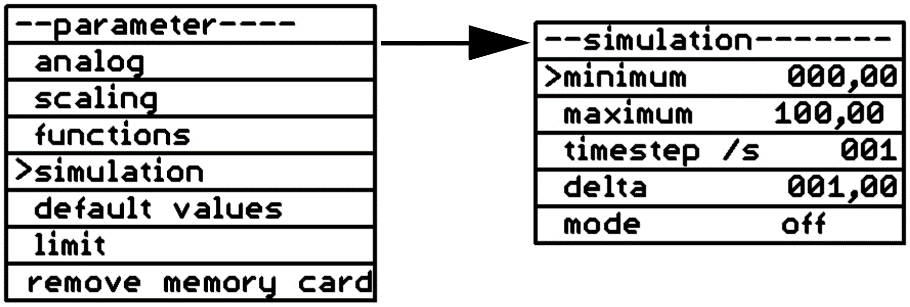 --parameter----
analog
scaling
functions
>simulation
default values
limit
remove memory card
--simulation-------
>minimum 000,00
maximum 100,00
timestep /s 001
delta 001,00
mode off